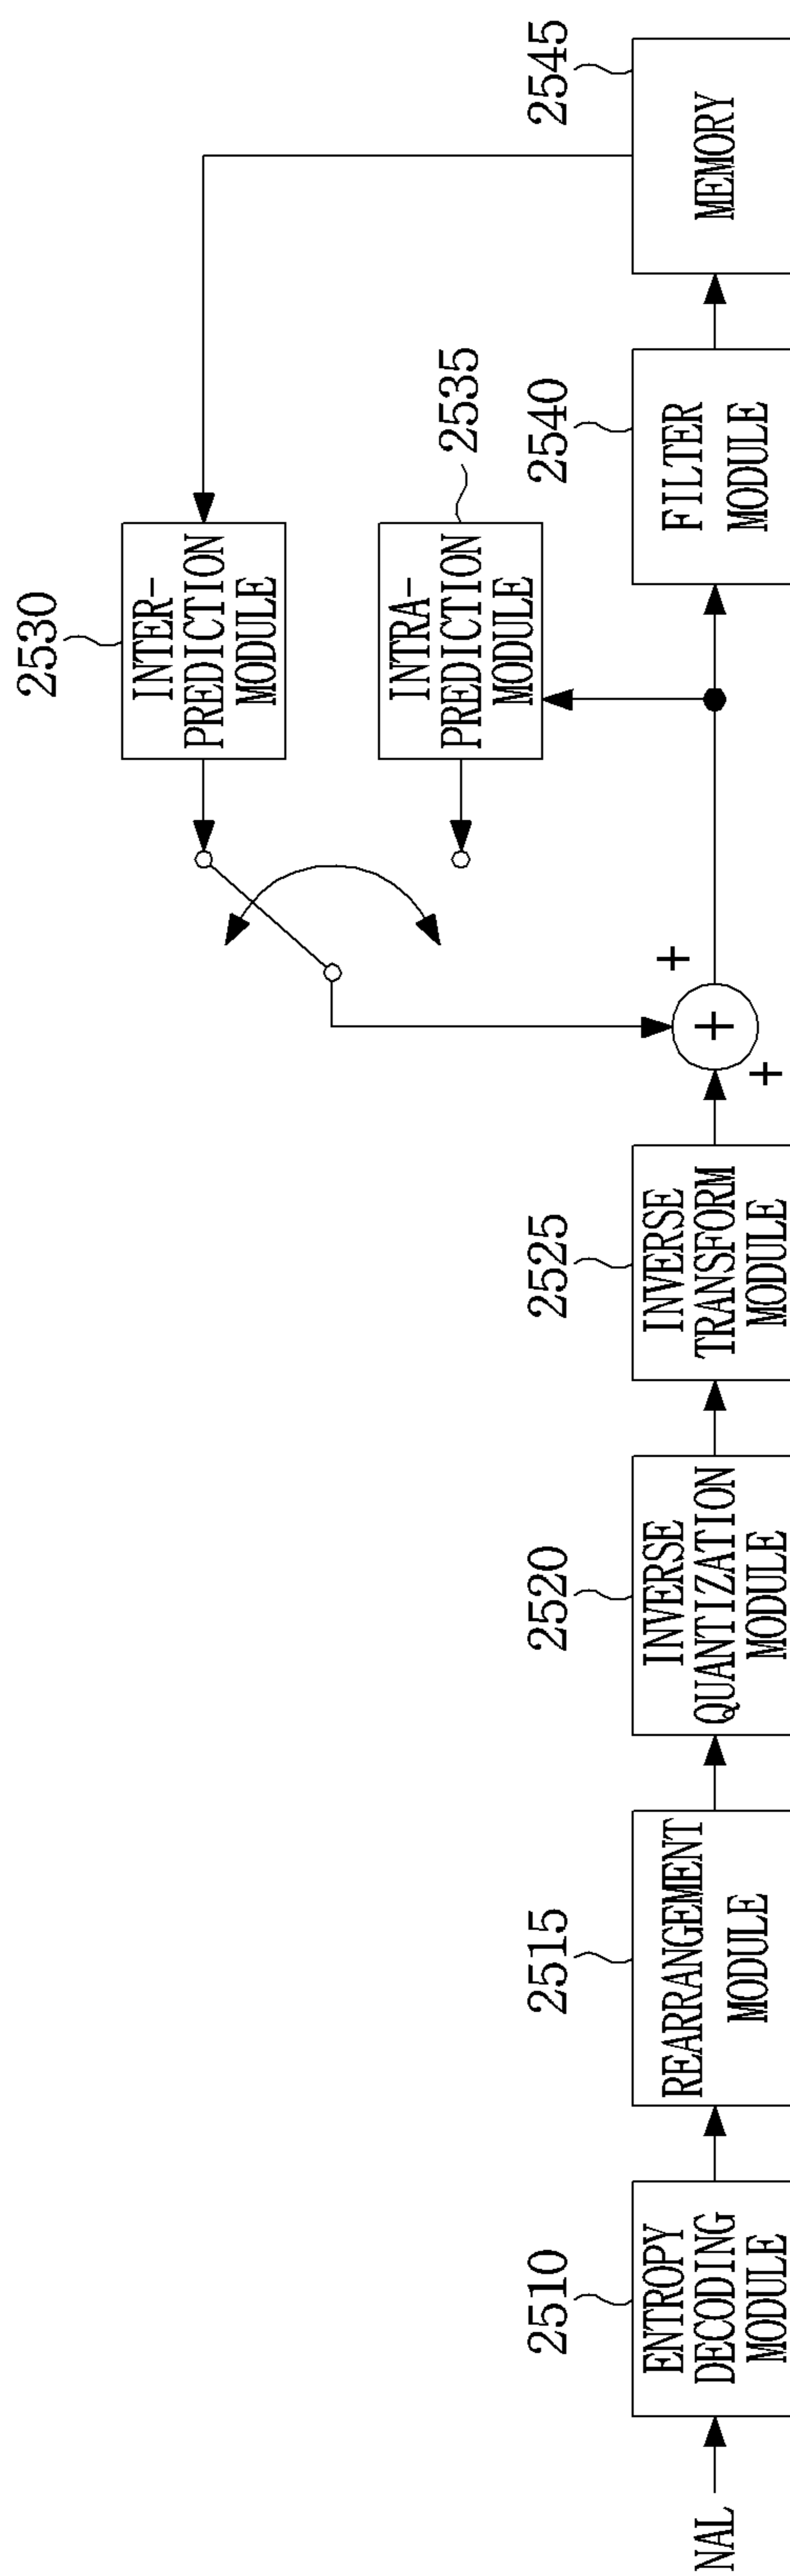 2530
INTER-
PREDICTION
MODULE
INTRA-
PREDICTION
MODULE
2535
2510
2515
2520
2525
2540
2545
NAL
ENTROPY
DECODING
MODULE
REARRANGEMENT
MODULE
INVERSE
QUANTIZATION
MODULE
INVERSE
TRANSFORM
MODULE
+
+
+
FILTER
MODULE
MEMORY